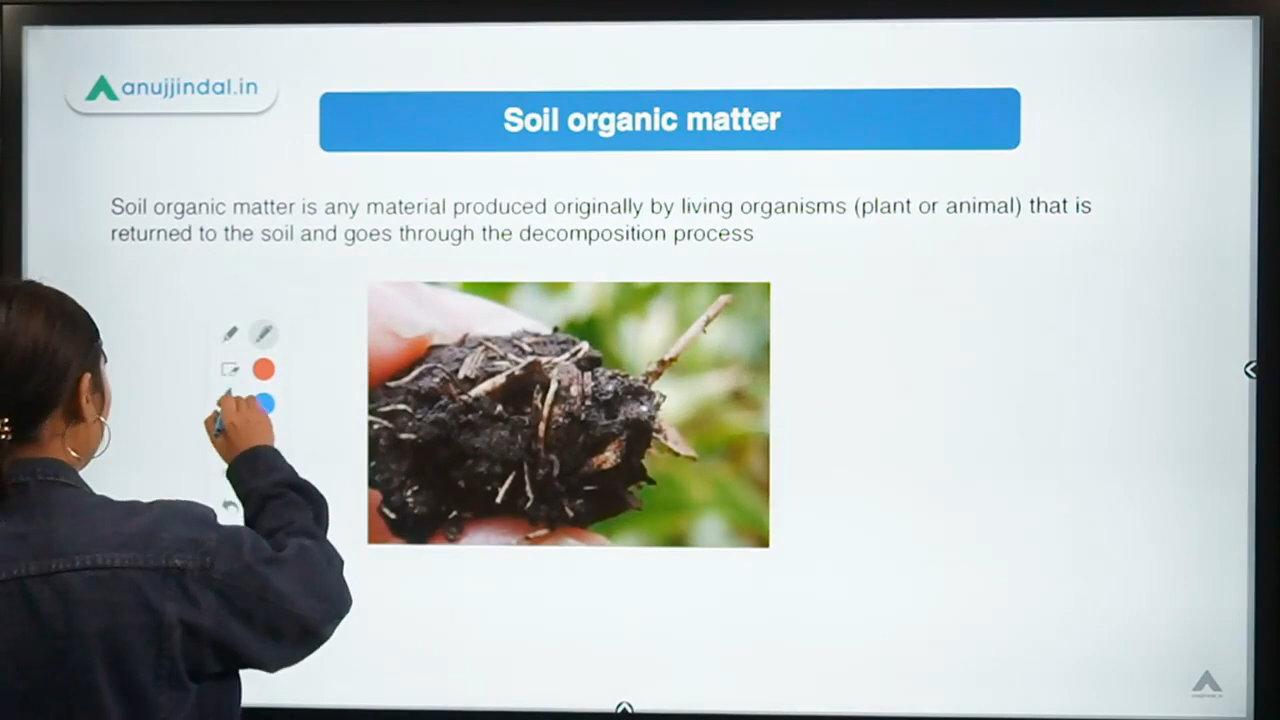 anujjindal.in
Soil organic matter
Soil organic matter is any material produced originally by living organisms (plant or animal) that is
returned to the soil and goes through the decomposition process